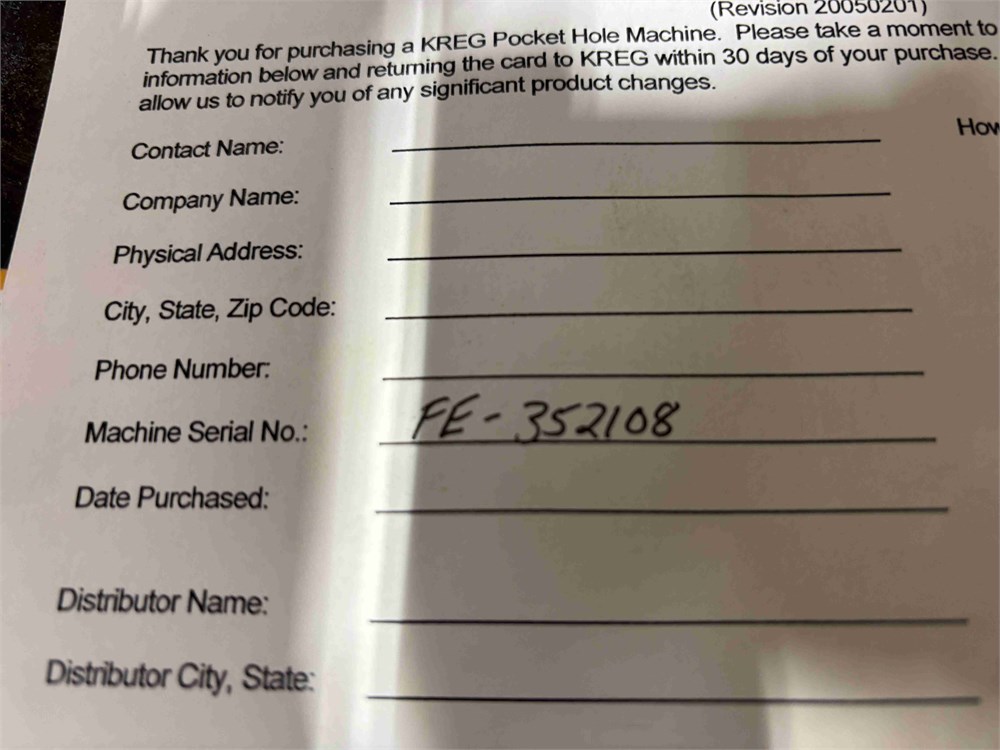 (Revision 20050201)
Thank you for purchasing a KREG Pocket Hole Machine. Please take a moment to
information below and returning the card to KREG within 30 days of your purchase.
allow us to notify you of any significant product changes.
How
Contact Name:
Company Name:
Physical Address:
City, State, Zip Code:
Phone Number:
Machine Serial No.: FE-352108
Date Purchased:
Distributor Name:
Distributor City, State: